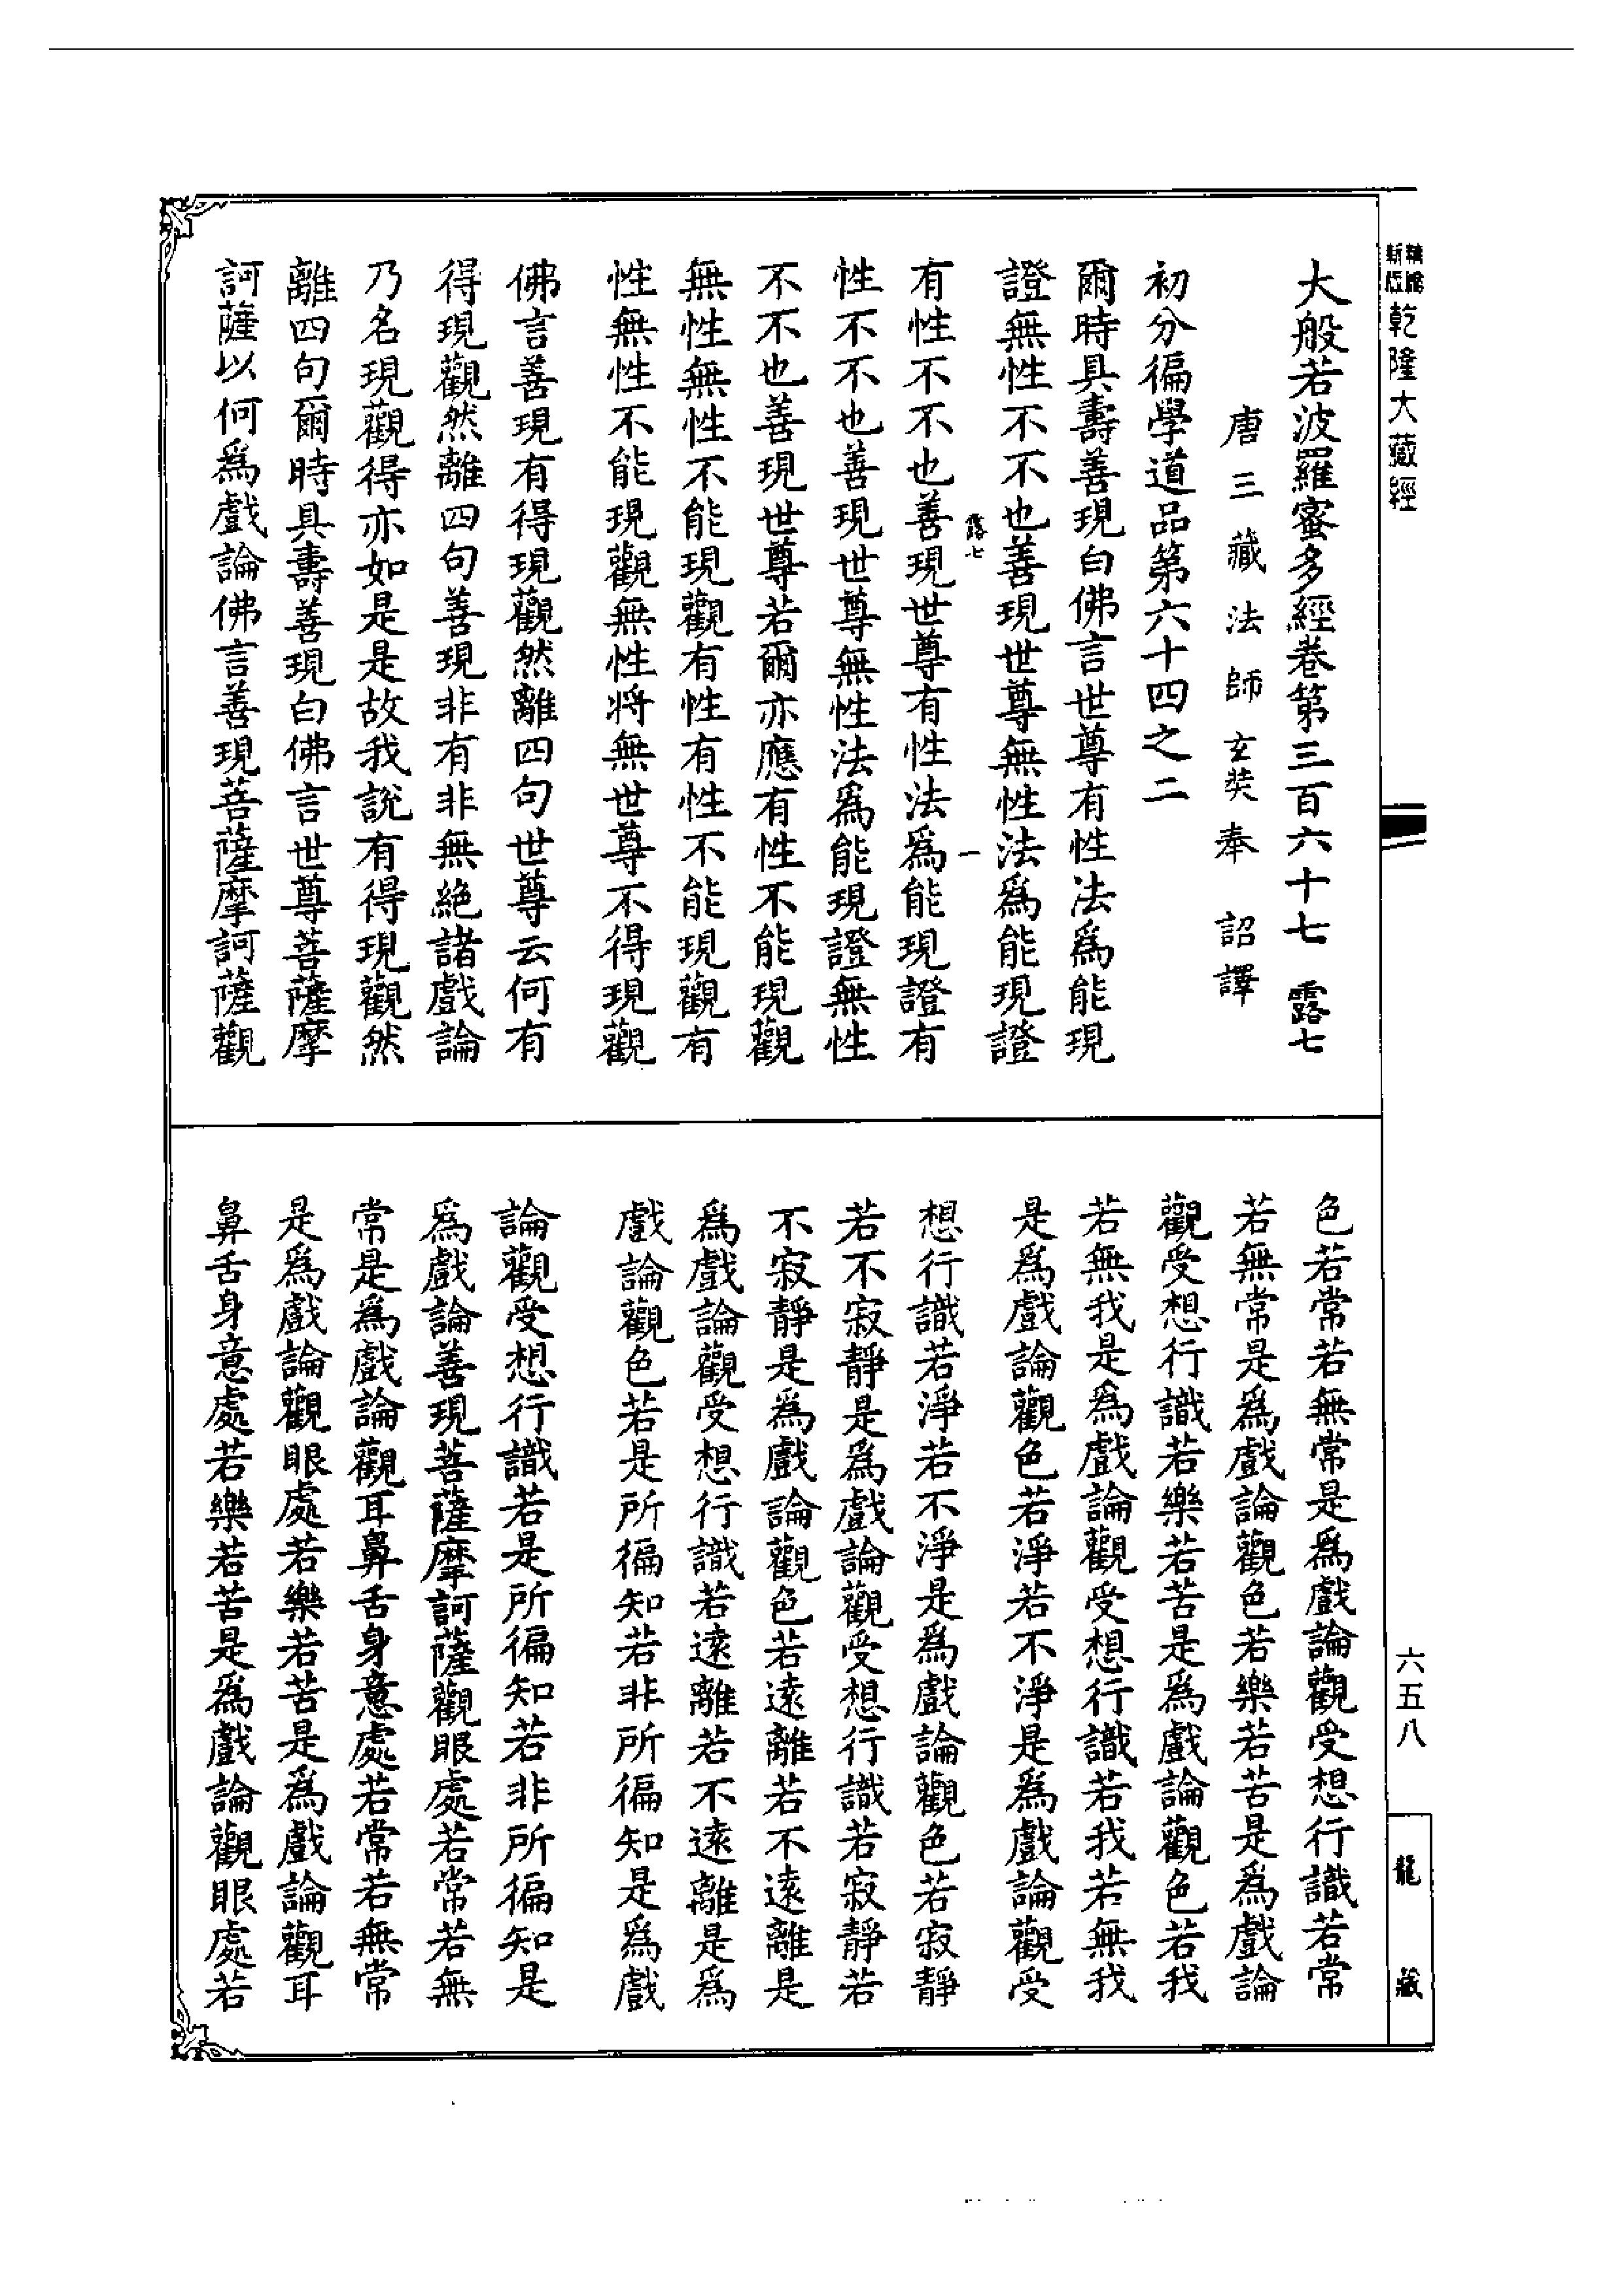 新版
乾隆大藏經
大般若波羅蜜多經卷第三百六十七 露七
唐三藏法師玄奘奉 詔譯
初分徧學道品第六十四之二
爾時具壽善現白佛言世尊有性法爲能現
證無性不不也善現世尊無性法爲能現證
露七 一
有性不不也善現世尊有性法爲能現證有
性不不也善現世尊無性法爲能現證無性
不不也善現世尊若爾亦應有性不能現觀
無性無性不能現觀有性有性不能現觀有
性無性不能現觀無性將無世尊不得現觀
佛言善現有得現觀然離四句世尊云何有
得現觀然離四句善現非有非無絶諸戲論
乃名現觀得亦如是是故我說有得現觀然
離四句爾時具壽善現白佛言世尊菩薩摩
訶薩以何爲戲論佛言善現菩薩摩訶薩觀
色若常若無常是爲戲論觀受想行識若常
若無常是爲戲論觀色若樂若苦是爲戲論
觀受想行識若樂若苦是爲戲論觀色若我
若無我是爲戲論觀受想行識若我若無我
是爲戲論觀色若淨若不淨是爲戲論觀受
想行識若淨若不淨是爲戲論觀色若寂靜
若不寂靜是爲戲論觀受想行識若寂靜若
不寂靜是爲戲論觀色若遠離若不遠離是
爲戲論觀受想行識若遠離若不遠離是爲
戲論觀色若是所徧知若非所徧知是爲戲
論觀受想行識若是所徧知若非所徧知是
爲戲論善現菩薩摩訶薩觀眼處若常若無
常是爲戲論觀耳鼻舌身意處若常若無常
是爲戲論觀眼處若樂若苦是爲戲論觀耳
鼻舌身意處若樂若苦是爲戲論觀眼處若
六五八
龍藏